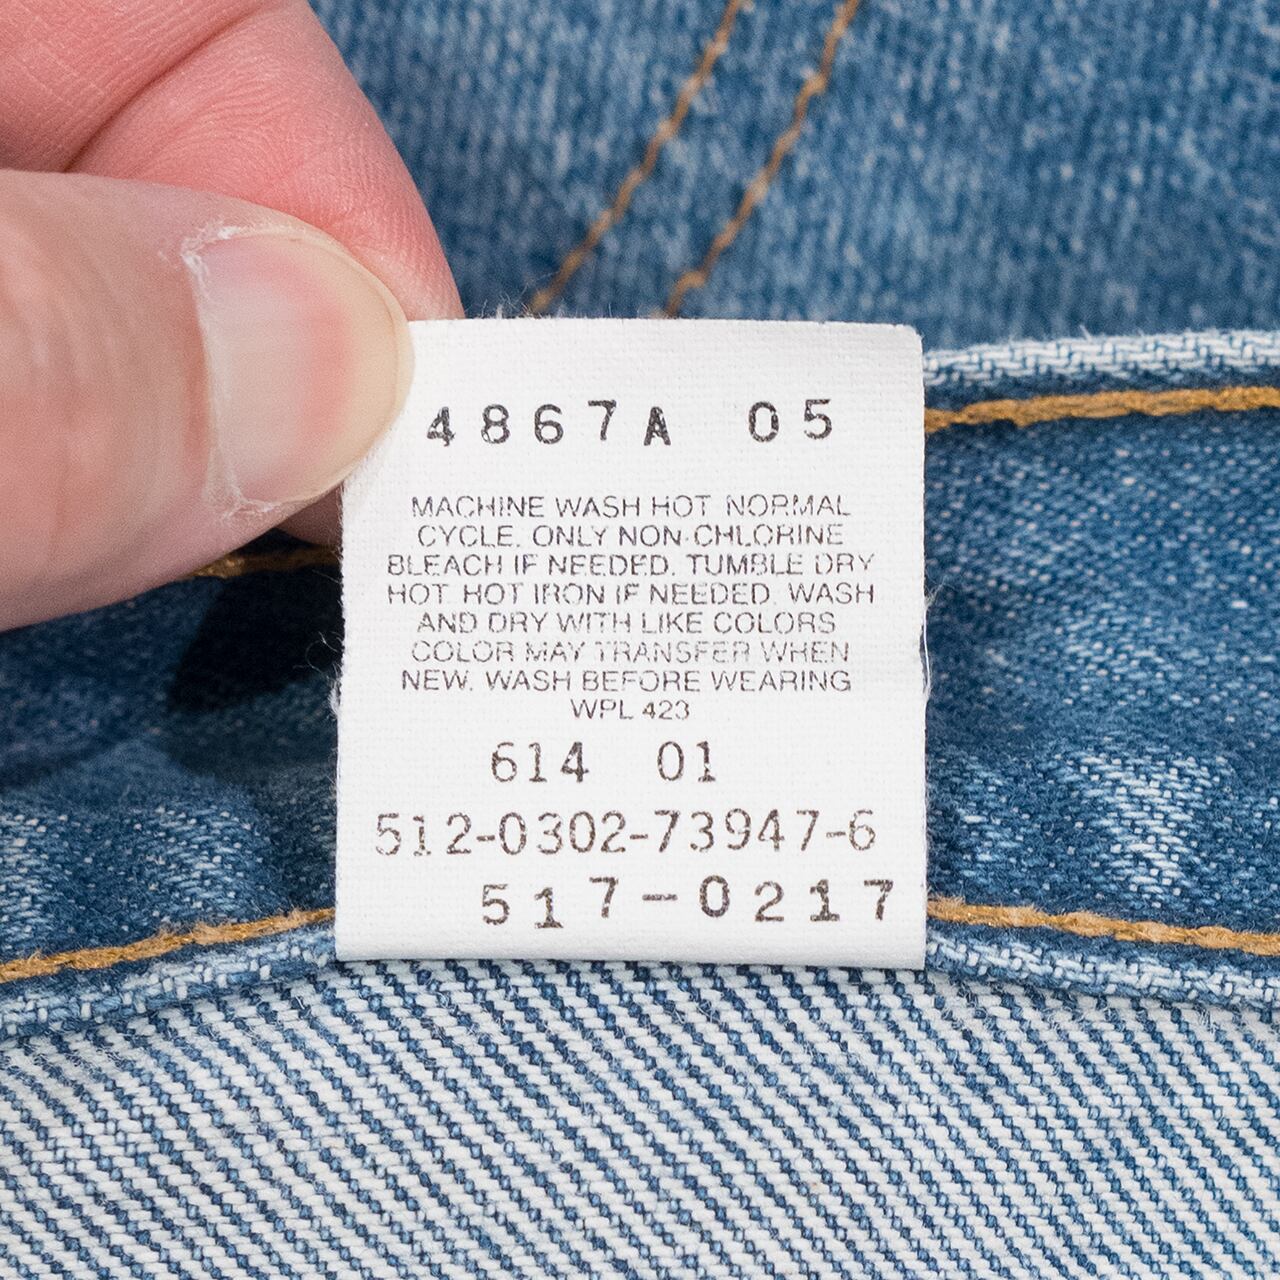 4867A 05
MACHINE WASH HOT NORMAL
CYCLE. ONLY NON-CHLORINE
BLEACH IF NEEDED. TUMBLE DRY
HOT. HOT IRON IF NEEDED. WASH
AND DRY WITH LIKE COLORS
COLOR MAY TRANSFER WHEN
NEW. WASH BEFORE WEARING
WPL 423
614 01
512-0302-73947-6
517-0217